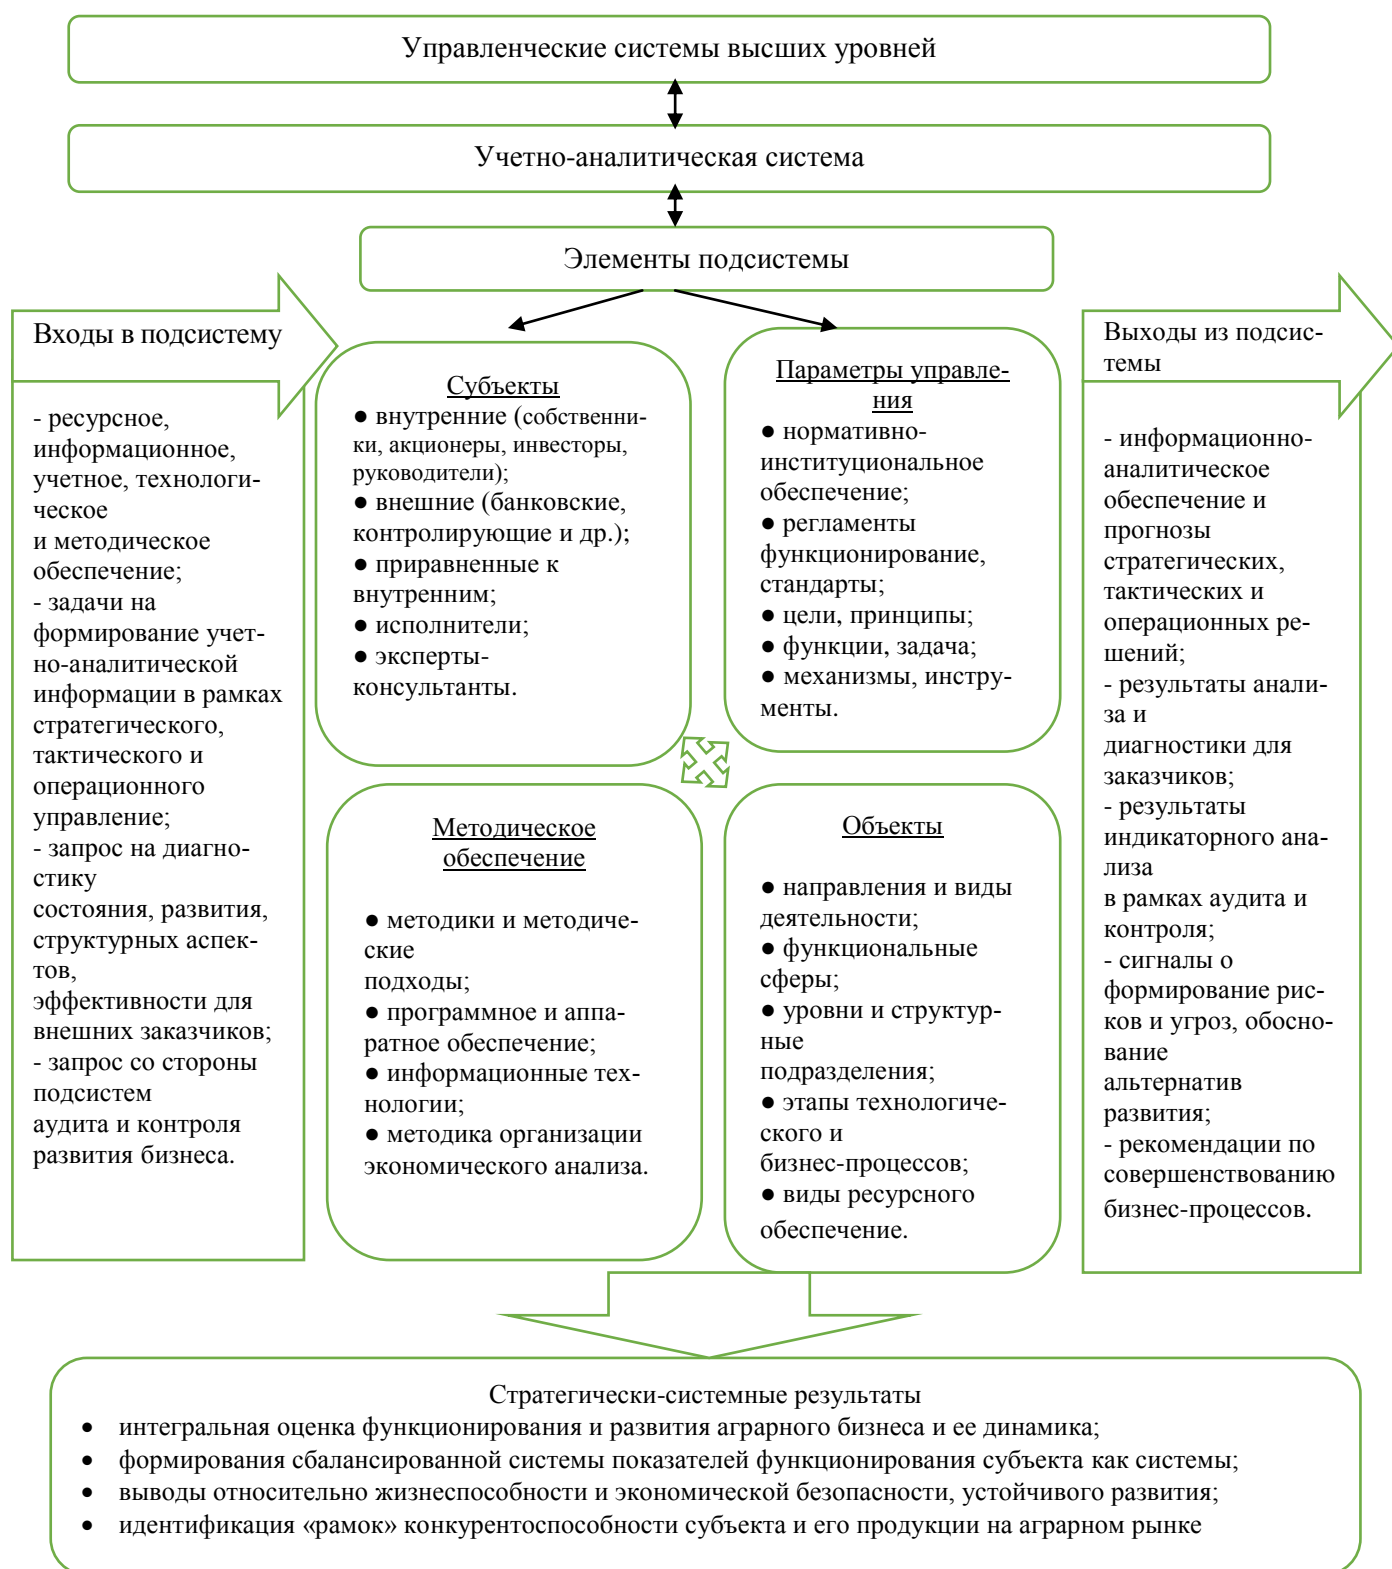 Управленческие системы высших уровней
Учетно-аналитическая система
Элементы подсистемы
Входы в подсистему
- ресурсное,
информационное,
учетное, технологи-
ческое
и методическое
обеспечение;
- задачи на
формирование учет-
но-аналитической
информации в рамках
стратегического,
тактического и
операционного
управление;
- запрос на диагно-
стику
состояния, развития,
структурных аспек-
тов,
эффективности для
внешних заказчиков;
- запрос со стороны
подсистем
аудита и контроля
развития бизнеса.
Субъекты
● внутренние (собственни-
ки, акционеры, инвесторы,
руководители);
● внешние (банковские,
контролирующие и др.);
● приравненные к
внутренним;
● исполнители;
● эксперты-
консультанты.
Параметры управле-
ния
● нормативно-
институциональное
обеспечение;
● регламенты
функционирование,
стандарты;
● цели, принципы;
● функции, задача;
● механизмы, инстру-
менты.
Методическое
обеспечение
● методики и методиче-
ские
подходы;
● программное и аппа-
ратное обеспечение;
● информационные тех-
нологии;
● методика организации
экономического анализа.
Объекты
● направления и виды
деятельности;
● функциональные
сферы;
● уровни и структур-
ные
подразделения;
● этапы технологиче-
ского и
бизнес-процессов;
● виды ресурсного
обеспечение.
Выходы из подсис-
темы
- информационно-
аналитическое
обеспечение и
прогнозы
стратегических,
тактических и
операционных ре-
шений;
- результаты анали-
за и
диагностики для
заказчиков;
- результаты
индикаторного ана-
лиза
в рамках аудита и
контроля;
- сигналы о
формирование рис-
ков и угроз, обосно-
вание
альтернатив
развития;
- рекомендации по
совершенствованию
бизнес-процессов.
Стратегически-системные результаты
• интегральная оценка функционирования и развития аграрного бизнеса и ее динамика;
• формирования сбалансированной системы показателей функционирования субъекта как системы;
• выводы относительно жизнеспособности и экономической безопасности, устойчивого развития;
• идентификация «рамок» конкурентоспособности субъекта и его продукции на аграрном рынке